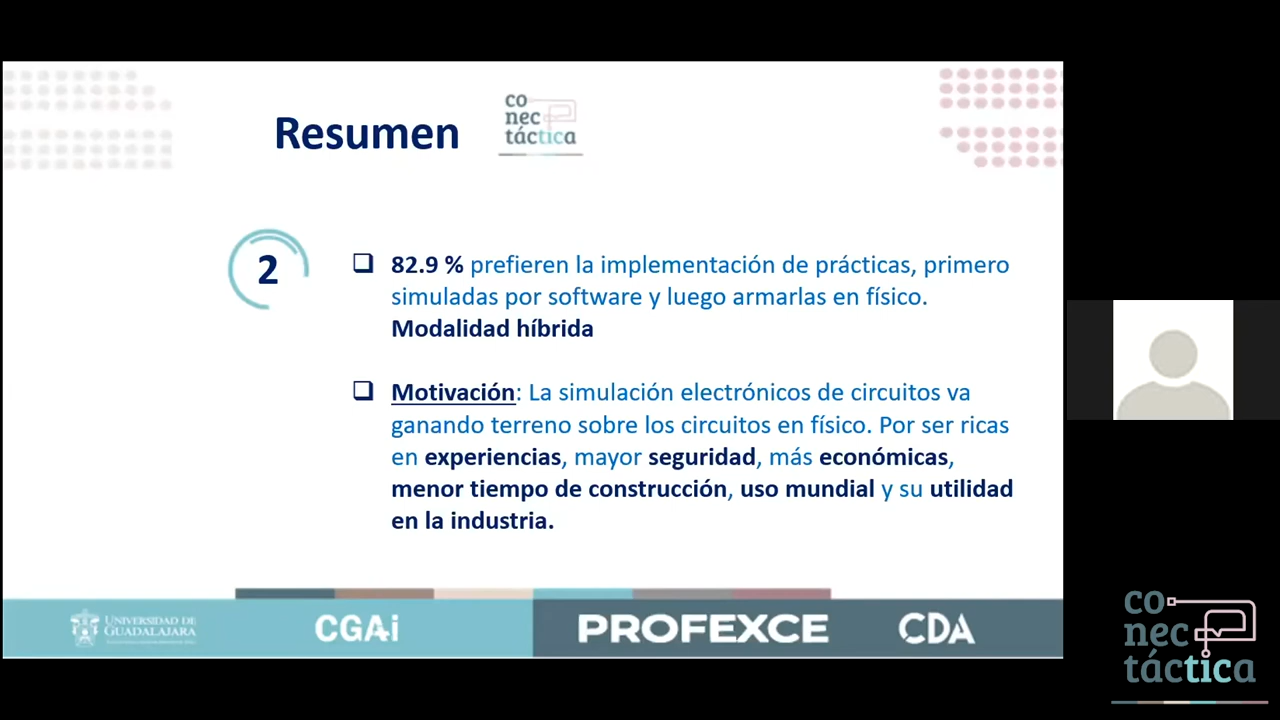 Resumen
co
nec
táctica
2
82.9 % prefieren la implementación de prácticas, primero
simuladas por software y luego armarlas en físico.
Modalidad híbrida
Motivación: La simulación electrónicos de circuitos va
ganando terreno sobre los circuitos en físico. Por ser ricas
en experiencias, mayor seguridad, más económicas,
menor tiempo de construcción, uso mundial y su utilidad
en la industria.
UNIVERSIDAD DE
GUADALAJARA
CGAi
PROFEXCE
CDA
co
nec
táctica